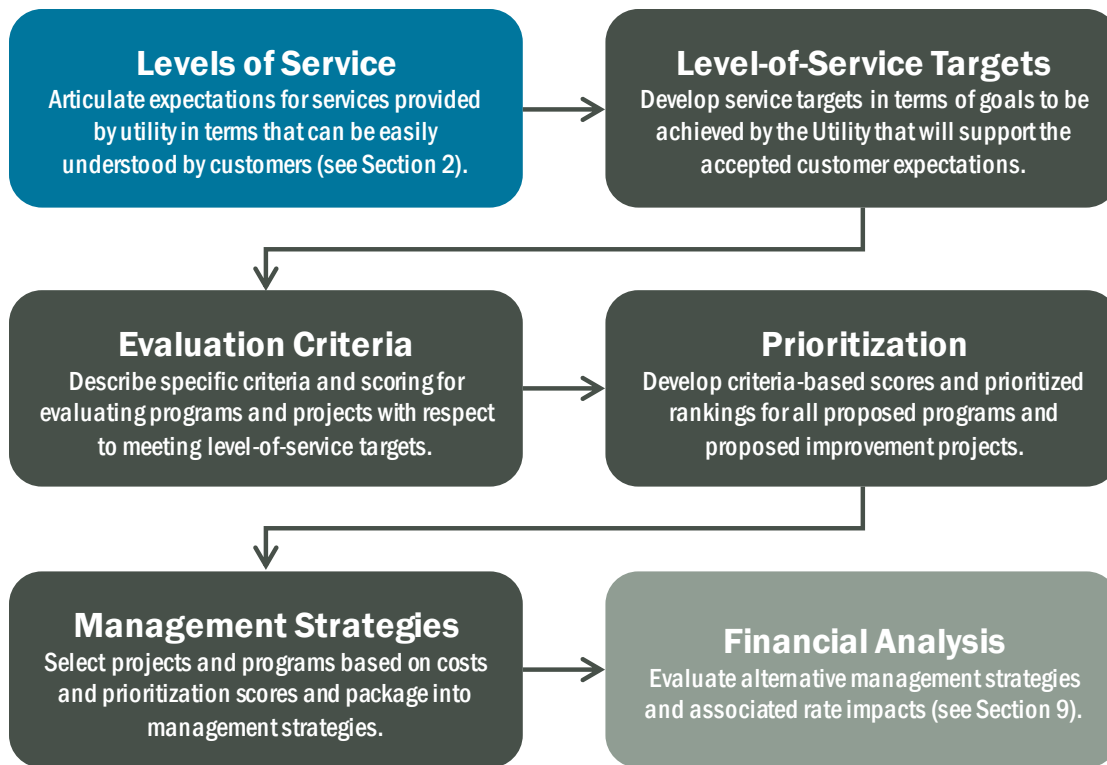 Levels of Service
Articulate expectations for services provided
by utility in terms that can be easily
understood by customers (see Section 2).
Level-of-Service Targets
Develop service targets in terms of goals to be
achieved by the Utility that will support the
accepted customer expectations.
Evaluation Criteria
Describe specific criteria and scoring for
evaluating programs and projects with respect
to meeting level-of-service targets.
Prioritization
Develop criteria-based scores and prioritized
rankings for all proposed programs and
proposed improvement projects.
Management Strategies
Select projects and programs based on costs
and prioritization scores and package into
management strategies.
Financial Analysis
Evaluate alternative management strategies
and associated rate impacts (see Section 9).